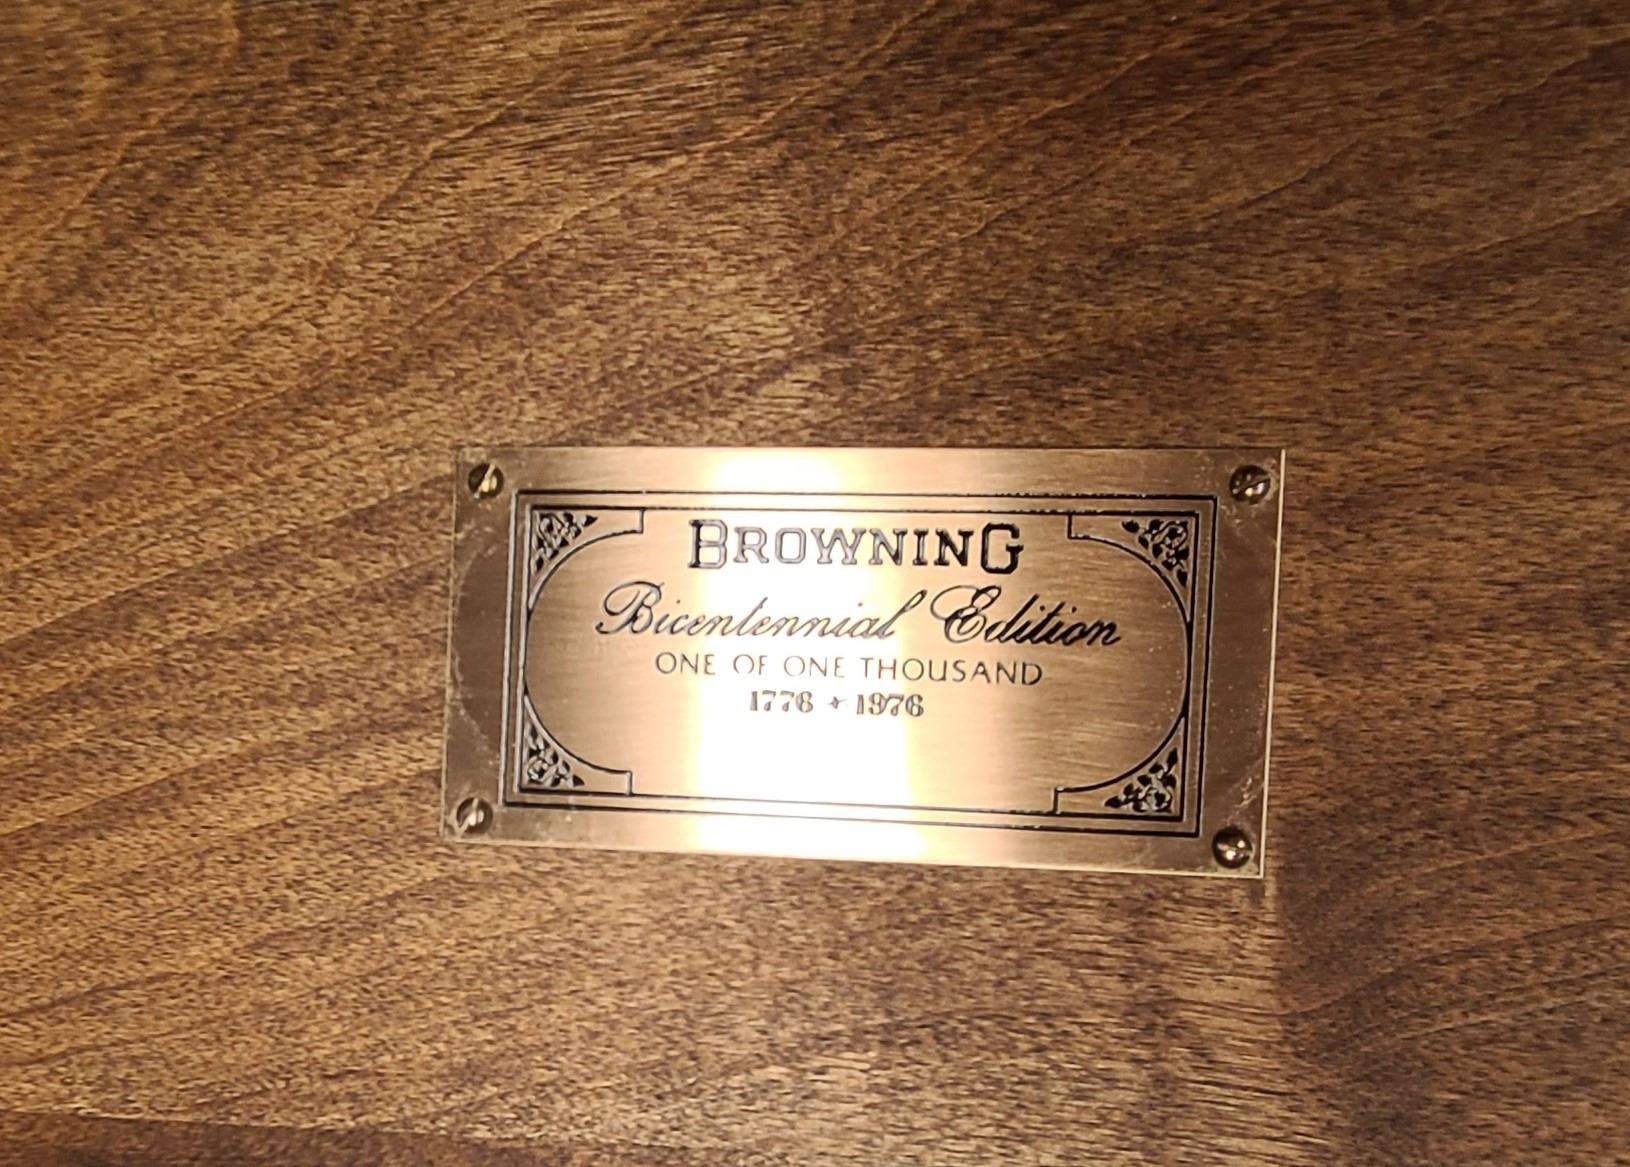 BROWNING
Bicentennial Edition
ONE OF ONE THOUSAND
1776 ✦ 1976